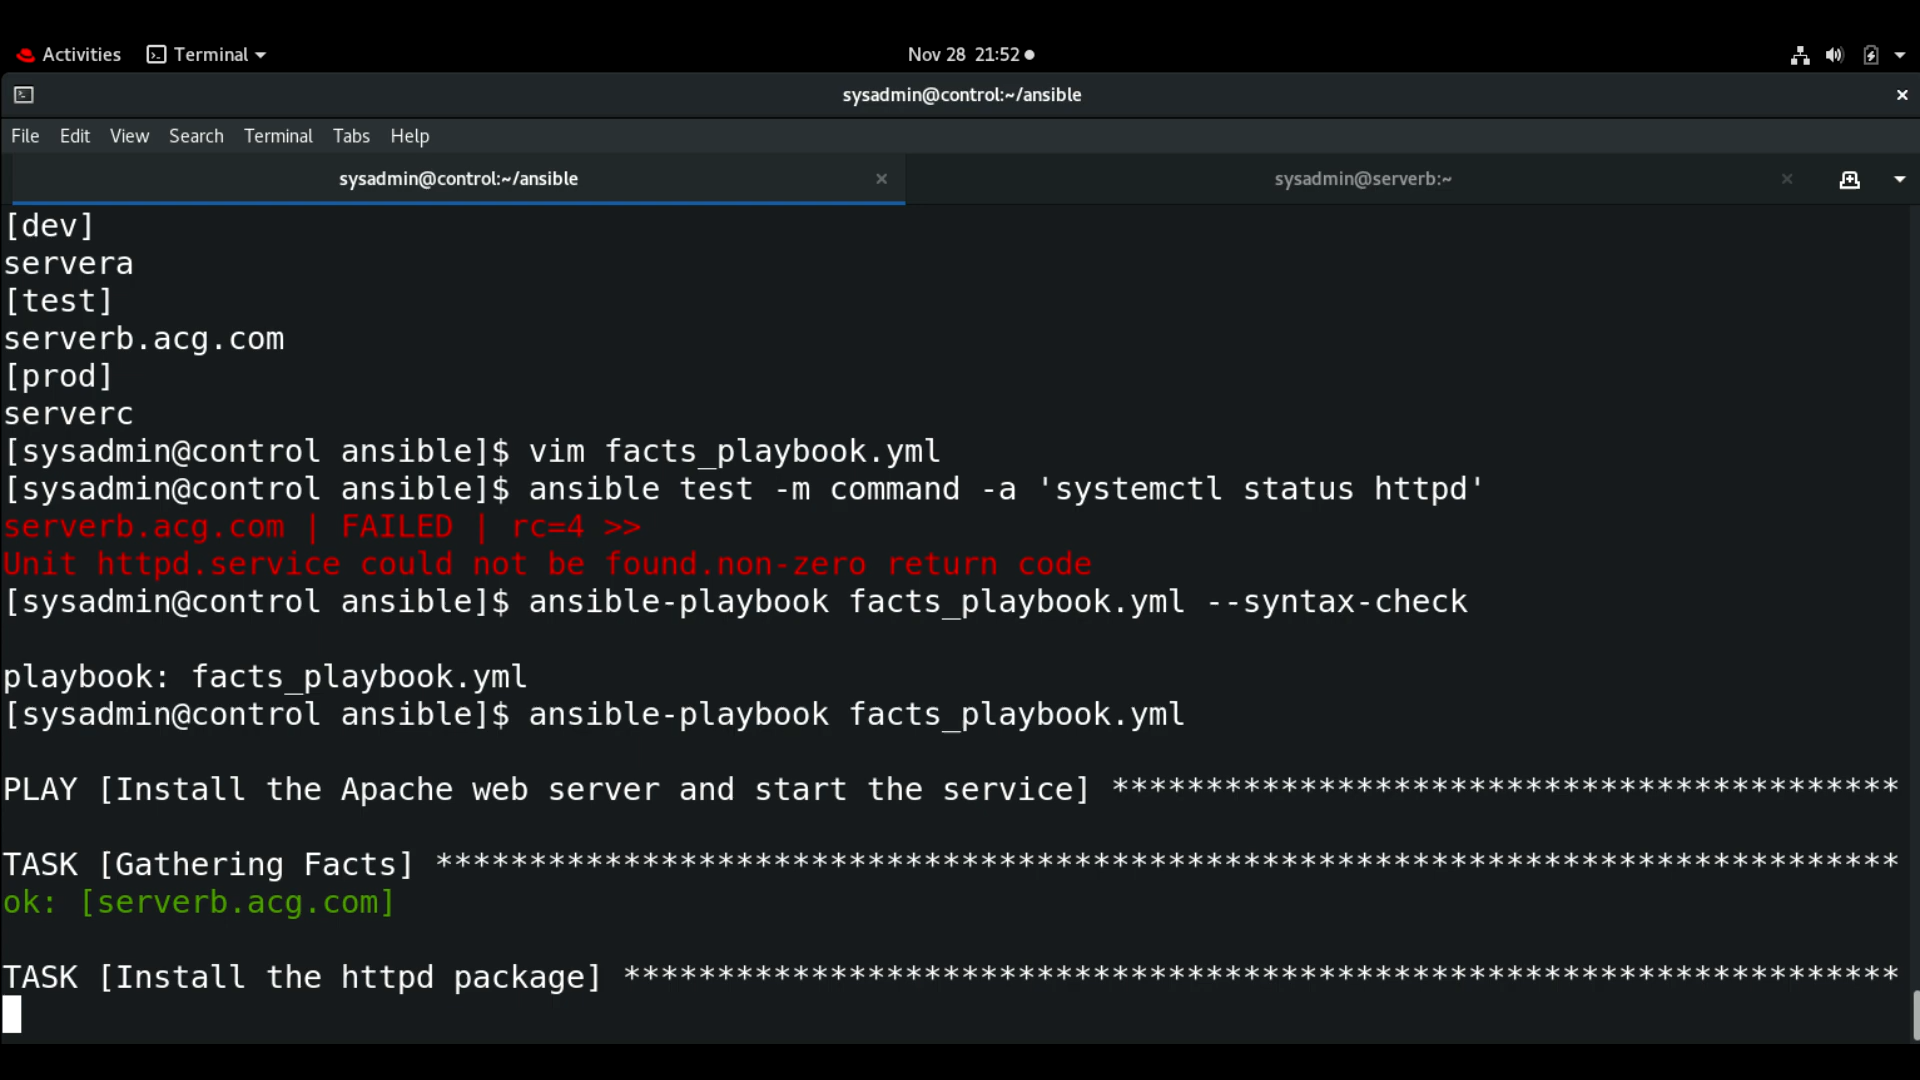 Activities Terminal Nov 28 21:52
sysadmin@control:~/ansible
File Edit View Search Terminal Tabs Help
sysadmin@control:~/ansible sysadmin@serverb:~
[dev]
servera
[test]
serverb.acg.com
[prod]
serverc
[sysadmin@control ansible]$ vim facts_playbook.yml
[sysadmin@control ansible]$ ansible test -m command -a 'systemctl status httpd'
serverb.acg.com | FAILED | rc=4 >>
Unit httpd.service could not be found.non-zero return code
[sysadmin@control ansible]$ ansible-playbook facts_playbook.yml --syntax-check
playbook: facts_playbook.yml
[sysadmin@control ansible]$ ansible-playbook facts_playbook.yml
PLAY [Install the Apache web server and start the service] ******************************************
TASK [Gathering Facts] ******************************************************************************
ok: [serverb.acg.com]
TASK [Install the httpd package] ********************************************************************